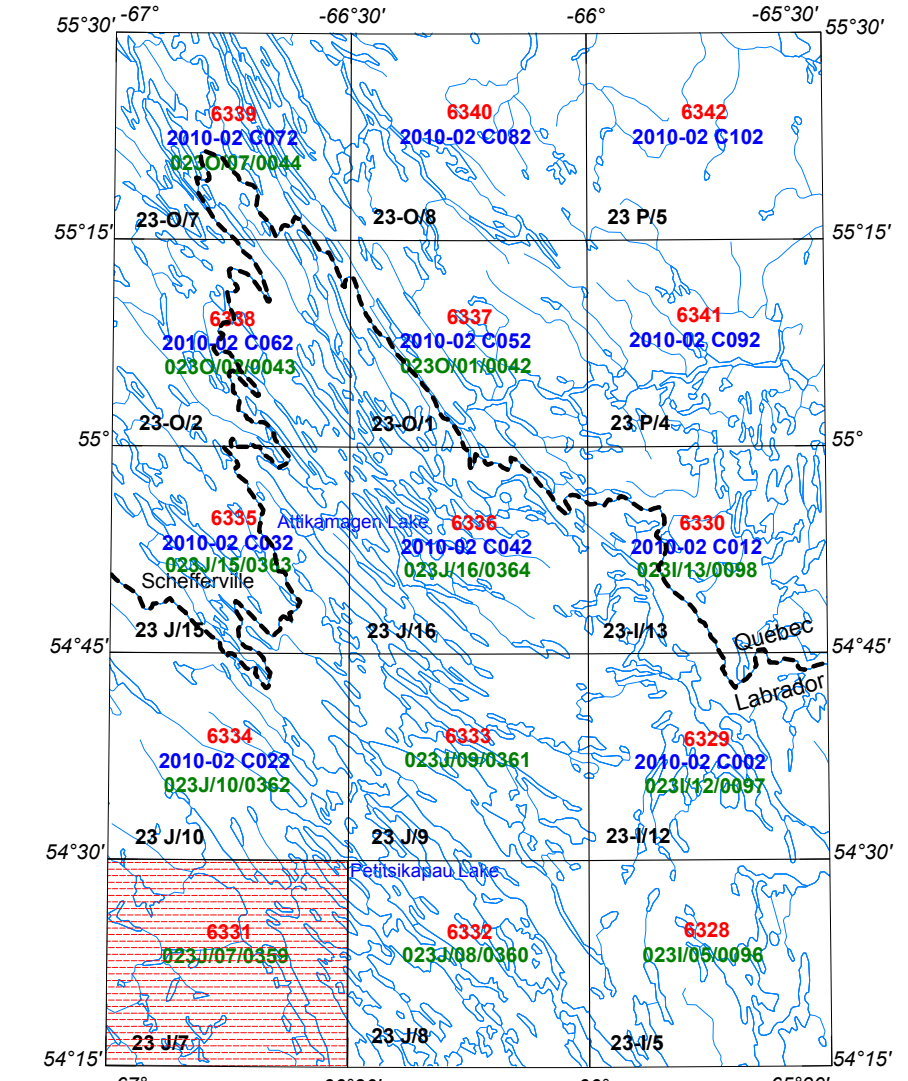 -67°
-66°30'
-66°
-65°30'
55°30'
55°30'
6339
2010-02 C072
023O/07/0044
23-O/7
6340
2010-02 C082
23-O/8
6342
2010-02 C102
23 P/5
55°15'
55°15'
6338
2010-02 C062
023O/02/0043
23-O/2
6337
2010-02 C052
023O/01/0042
23-O/1
6341
2010-02 C092
23 P/4
55°
55°
6335
2010-02 C032
023J/15/0363
Schefferville
23 J/15
Attikamagen Lake
6336
2010-02 C042
023J/16/0364
23 J/16
6330
2010-02 C012
023I/13/0098
23-I/13
Québec
Labrador
54°45'
54°45'
6334
2010-02 C022
023J/10/0362
23 J/10
6333
023J/09/0361
23 J/9
6329
2010-02 C002
023I/12/0097
23-I/12
54°30'
54°30'
Petitsikapau Lake
6331
023J/07/0359
23 J/7
6332
023J/08/0360
23 J/8
6328
023I/05/0096
23-I/5
54°15'
54°15'